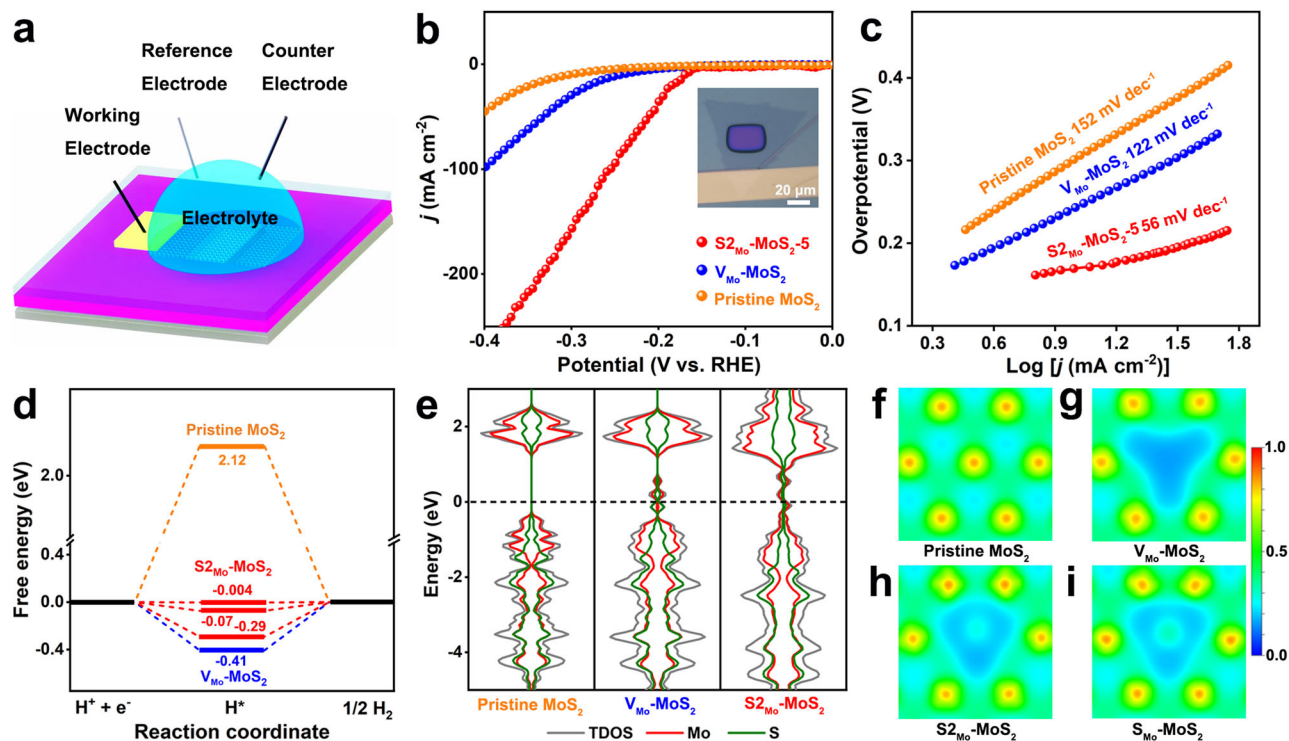 a
Reference
Electrode
Counter
Electrode
Working
Electrode
Electrolyte
b
0
-100
-200
j (mA cm⁻²)
20 µm
S2Mo-MoS₂-5
VMo-MoS₂
Pristine MoS₂
-0.4 -0.3 -0.2 -0.1 0.0
Potential (V vs. RHE)
c
0.4
0.3
0.2
0.1
Overpotential (V)
Pristine MoS₂ 152 mV dec⁻¹
VMo-MoS₂ 122 mV dec⁻¹
S2Mo-MoS₂-5 56 mV dec⁻¹
0.3 0.6 0.9 1.2 1.5 1.8
Log [j (mA cm⁻²)]
d
Free energy (eV)
2.0
0.4
0.0
-0.4
Pristine MoS₂
2.12
S2Mo-MoS₂
-0.004
-0.07
-0.29
-0.41
VMo-MoS₂
H⁺ + e⁻ H* 1/2 H₂
Reaction coordinate
e
Energy (eV)
2
0
-2
-4
Pristine MoS₂ VMo-MoS₂ S2Mo-MoS₂
TDOS Mo S
f
Pristine MoS₂
g
VMo-MoS₂
h
S2Mo-MoS₂
i
SMo-MoS₂
1.0
0.5
0.0